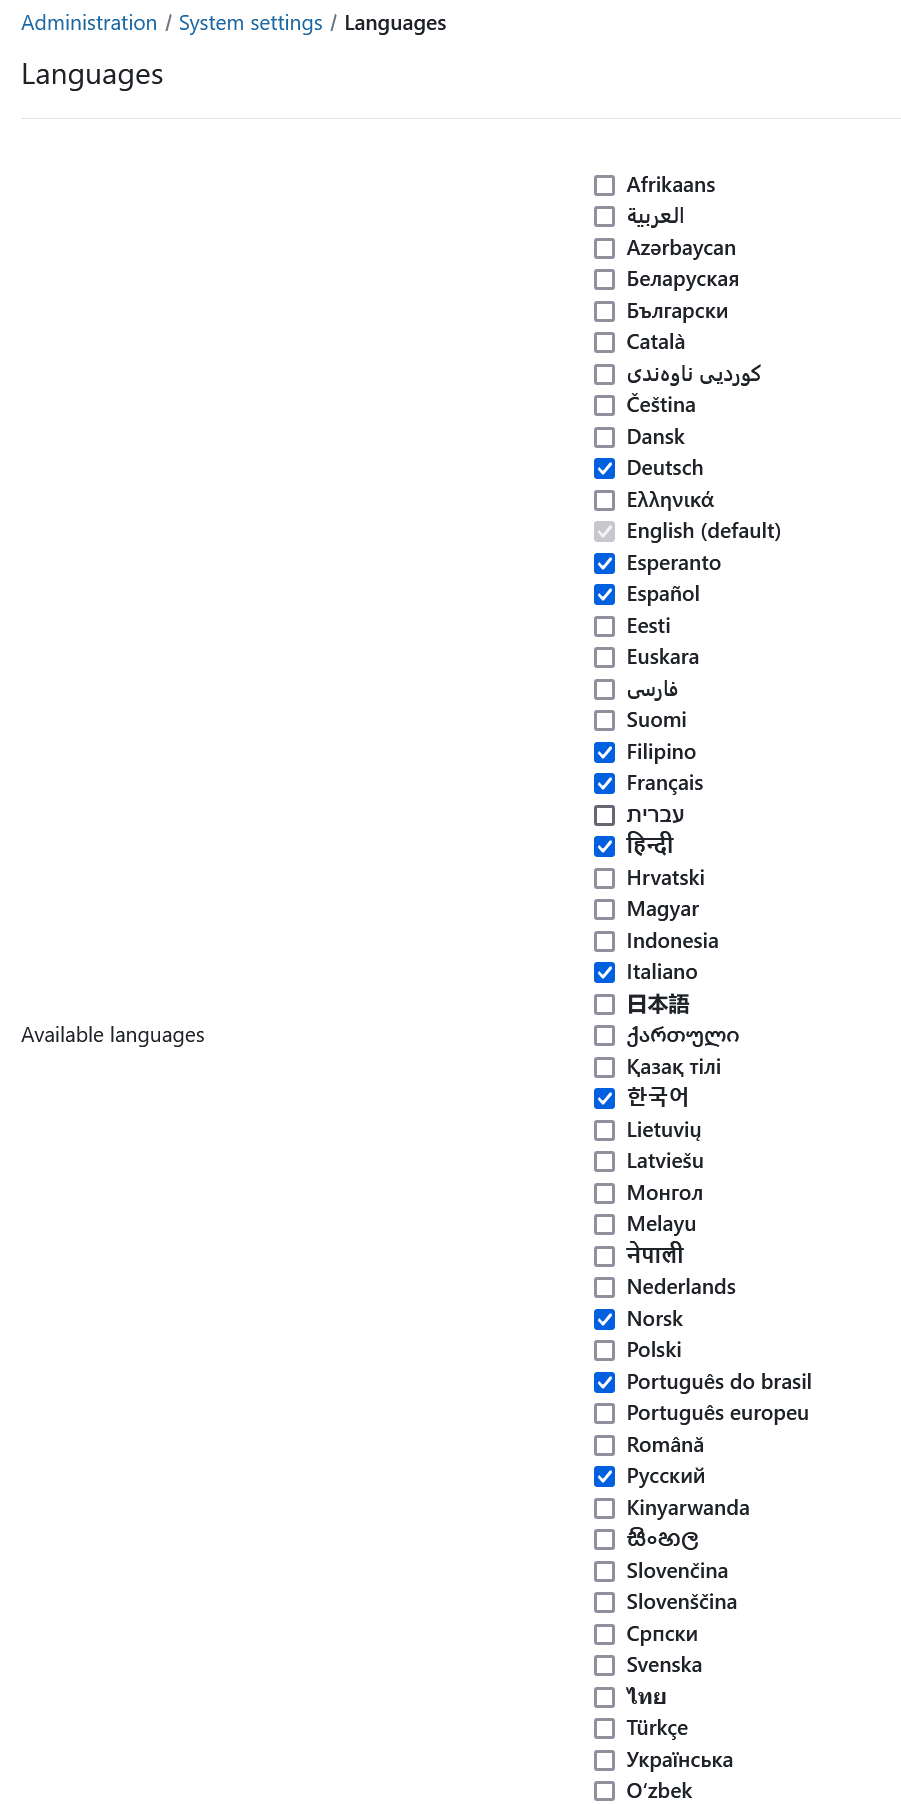 Administration / System settings / Languages
Languages
Afrikaans
العربية
Azərbaycan
Беларуская
Български
Català
کوردیی ناوەندی
Čeština
Dansk
Deutsch
Ελληνικά
English (default)
Esperanto
Español
Eesti
Euskara
فارسی
Suomi
Filipino
Français
עברית
हिन्दी
Hrvatski
Magyar
Indonesia
Italiano
日本語
Available languages
ქართული
Қазақ тілі
한국어
Lietuvių
Latviešu
Монгол
Melayu
नेपाली
Nederlands
Norsk
Polski
Português do brasil
Português europeu
Română
Русский
Kinyarwanda
සිංහල
Slovenčina
Slovenščina
Српски
Svenska
ไทย
Türkçe
Українська
Oʻzbek